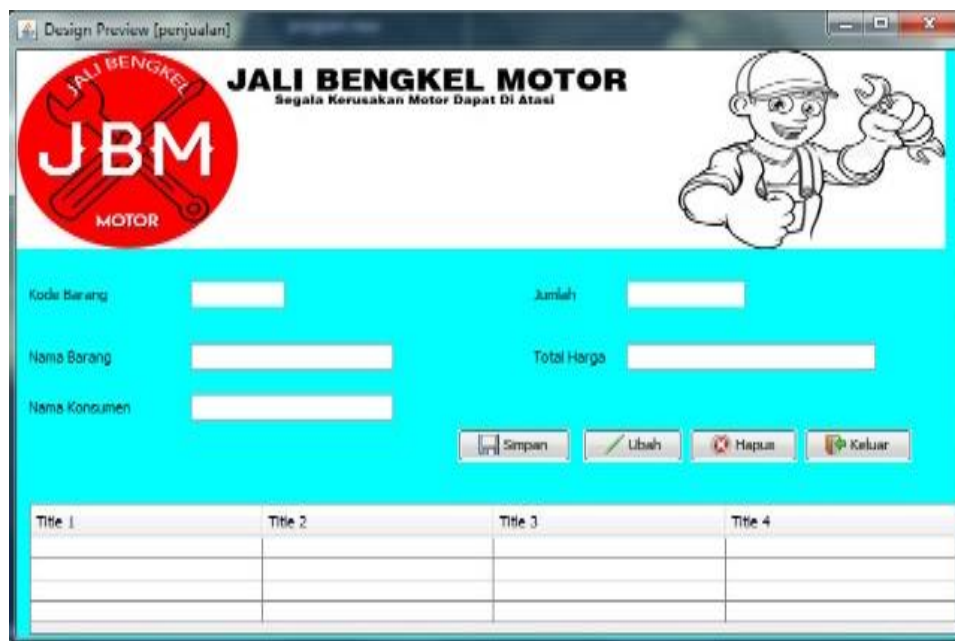 Design Preview [penjualan]
JALI BENGKEL
JBM
MOTOR
JALI BENGKEL MOTOR
Segala Kerusakan Motor Dapat Di Atasi
Kode Barang
Jumlah
Nama Barang
Total Harga
Nama Konsumen
Simpan
Ubah
Hapus
Keluar
Title 1 Title 2 Title 3 Title 4